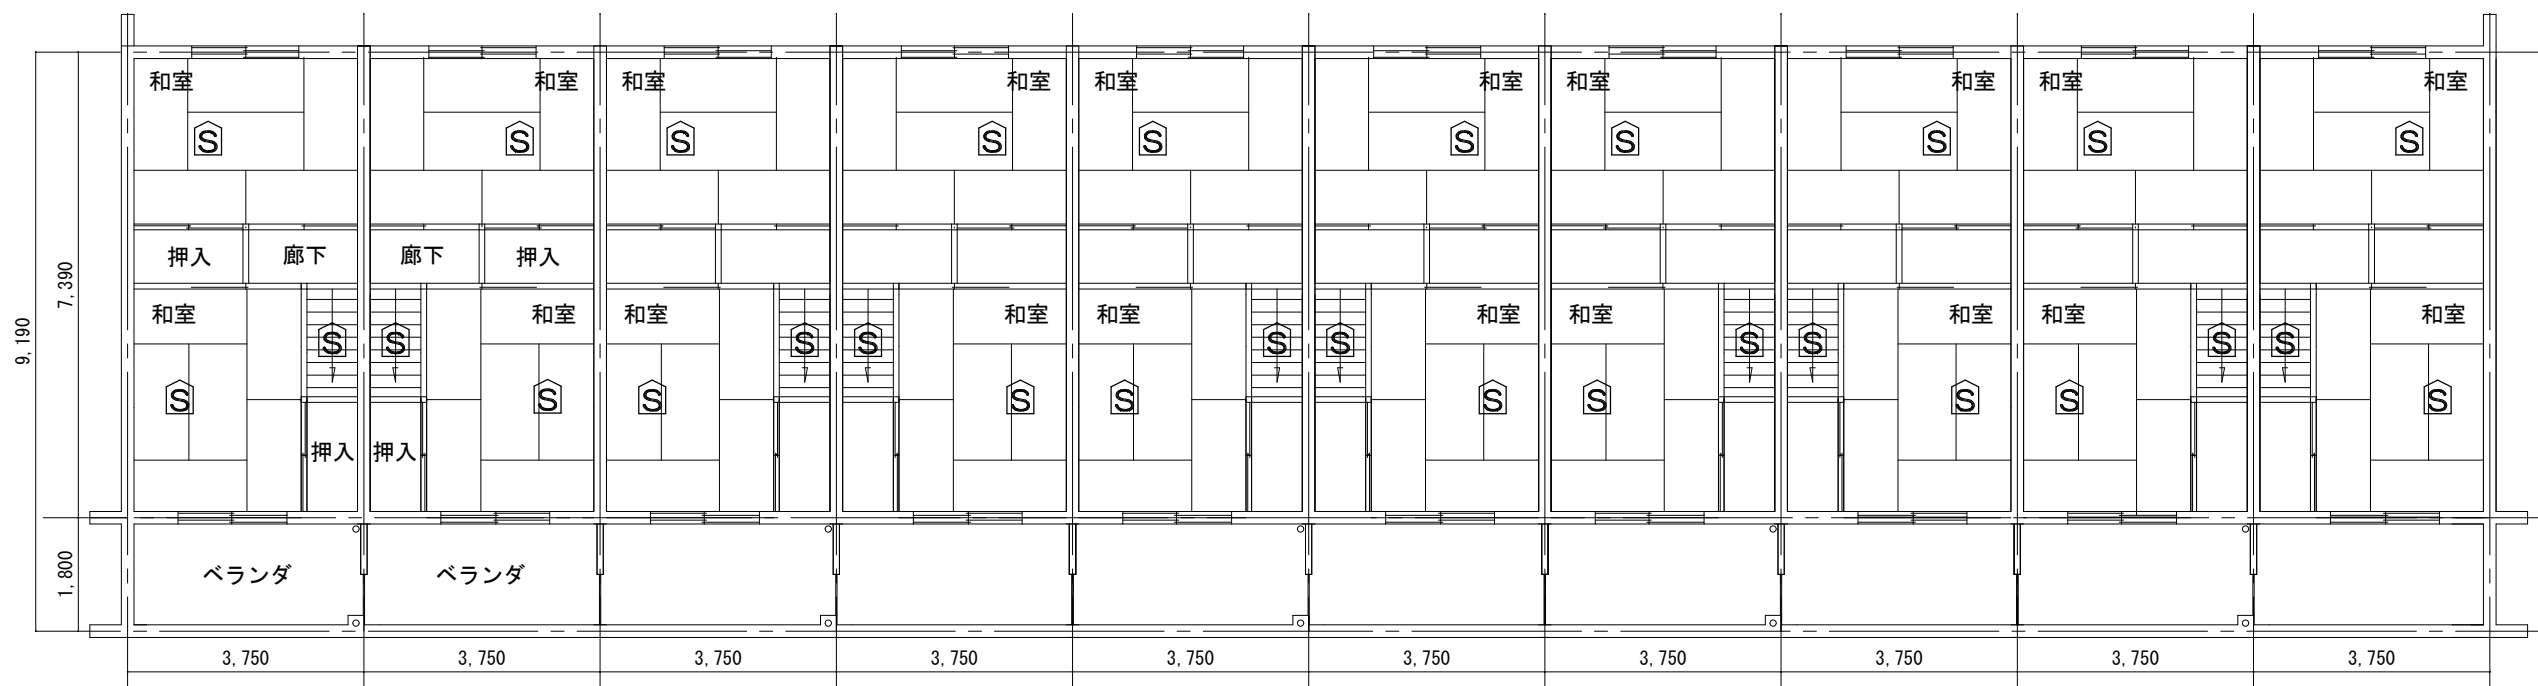 和室 和室 和室 和室 和室 和室 和室 和室 和室 和室
S S S S S S S S S S
押入 廊下 廊下 押入
7,390
9,190
和室 和室 和室 和室 和室 和室 和室 和室 和室 和室
S S S S S S S S S S
S S S S S S S S S S
押入 押入
1,800
ベランダ ベランダ
3,750 3,750 3,750 3,750 3,750 3,750 3,750 3,750 3,750 3,750